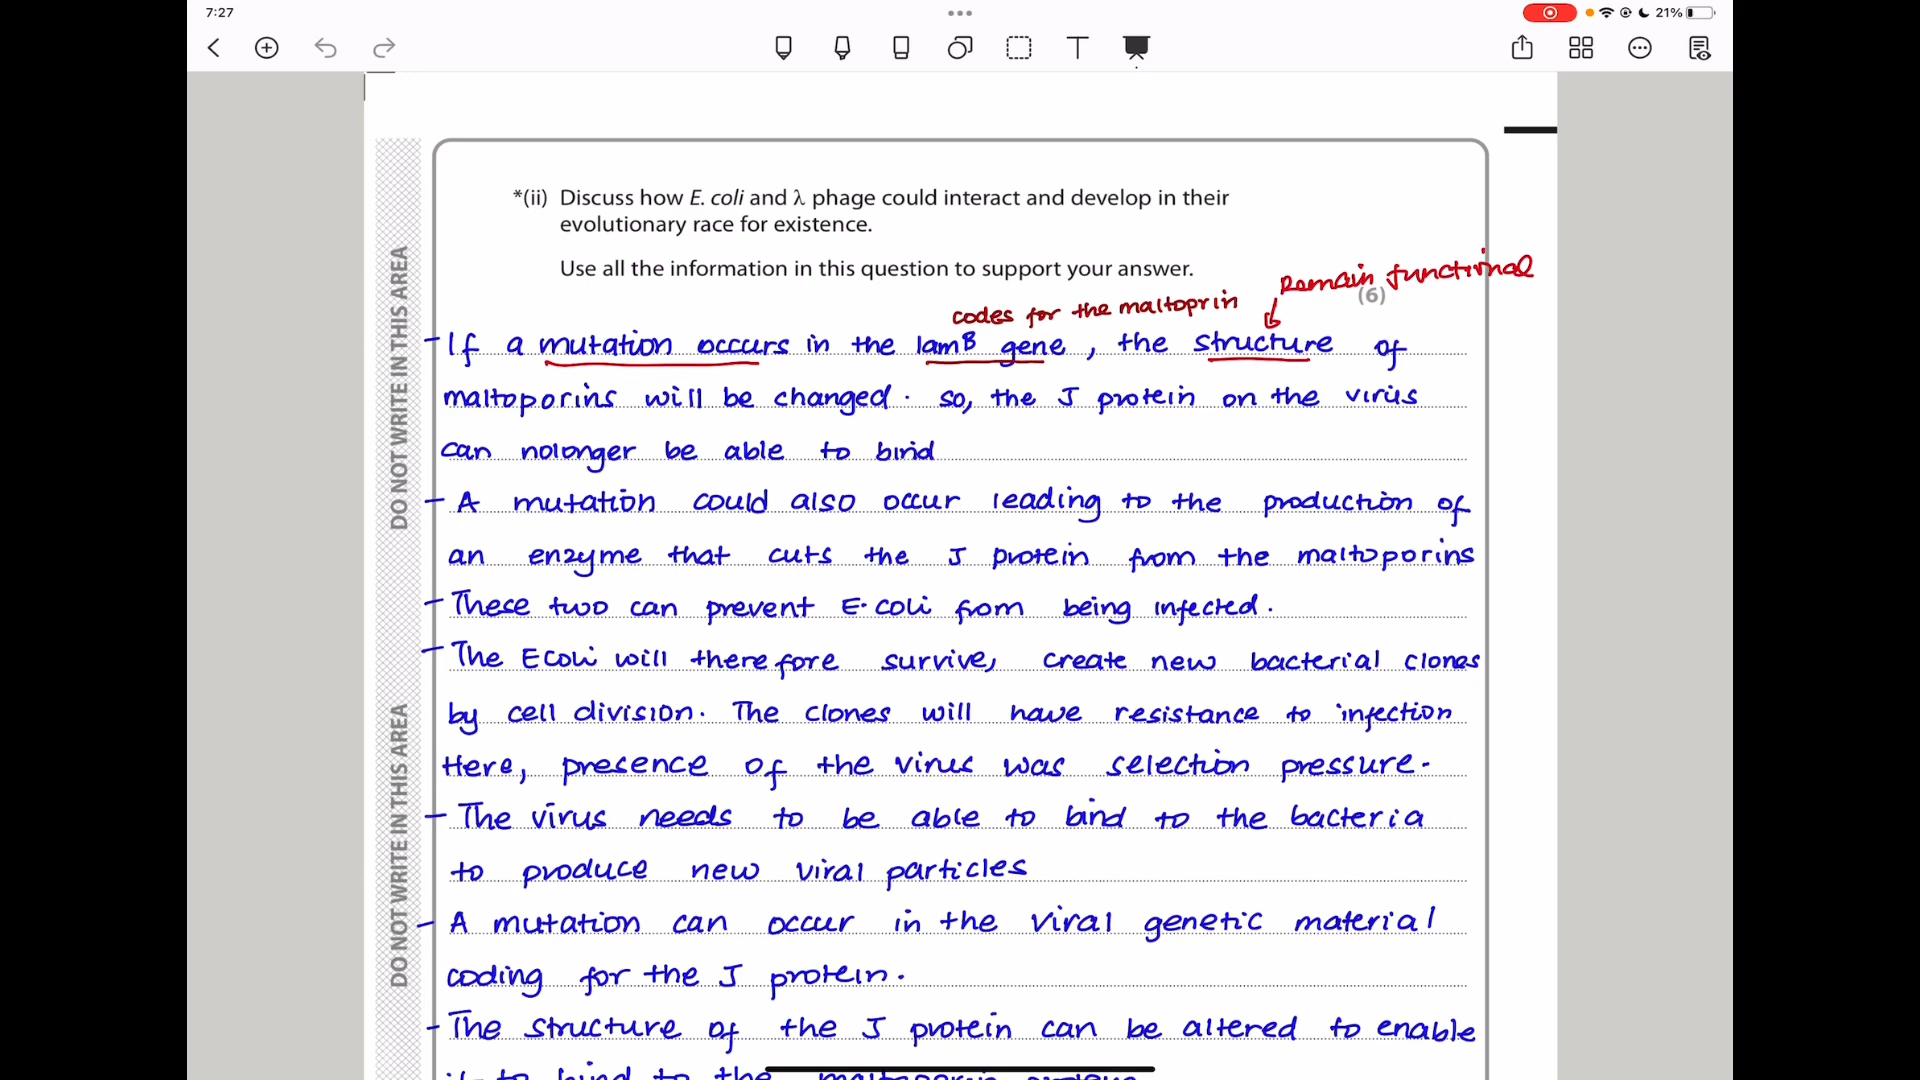 7:27
21%
*(ii) Discuss how E. coli and λ phage could interact and develop in their
evolutionary race for existence.
Use all the information in this question to support your answer.
(6)
Remain functional
codes for the maltoprin
- If a mutation occurs in the lamB gene, the structure of
maltoporins will be changed. so, the J protein on the virus
can nolonger be able to bind
- A mutation could also occur leading to the production of
an enzyme that cuts the J protein from the maltoporins
- These two can prevent E.coli from being infected.
- The Ecoli will therefore survive, create new bacterial clones
by cell division. The clones will have resistance to infection
Here, presence of the virus was selection pressure.
- The virus needs to be able to bind to the bacteria
to produce new viral particles
- A mutation can occur in the viral genetic material
coding for the J protein.
- The structure of the J protein can be altered to enable
it to bind to the maltoporin
DO NOT WRITE IN THIS AREA
DO NOT WRITE IN THIS AREA